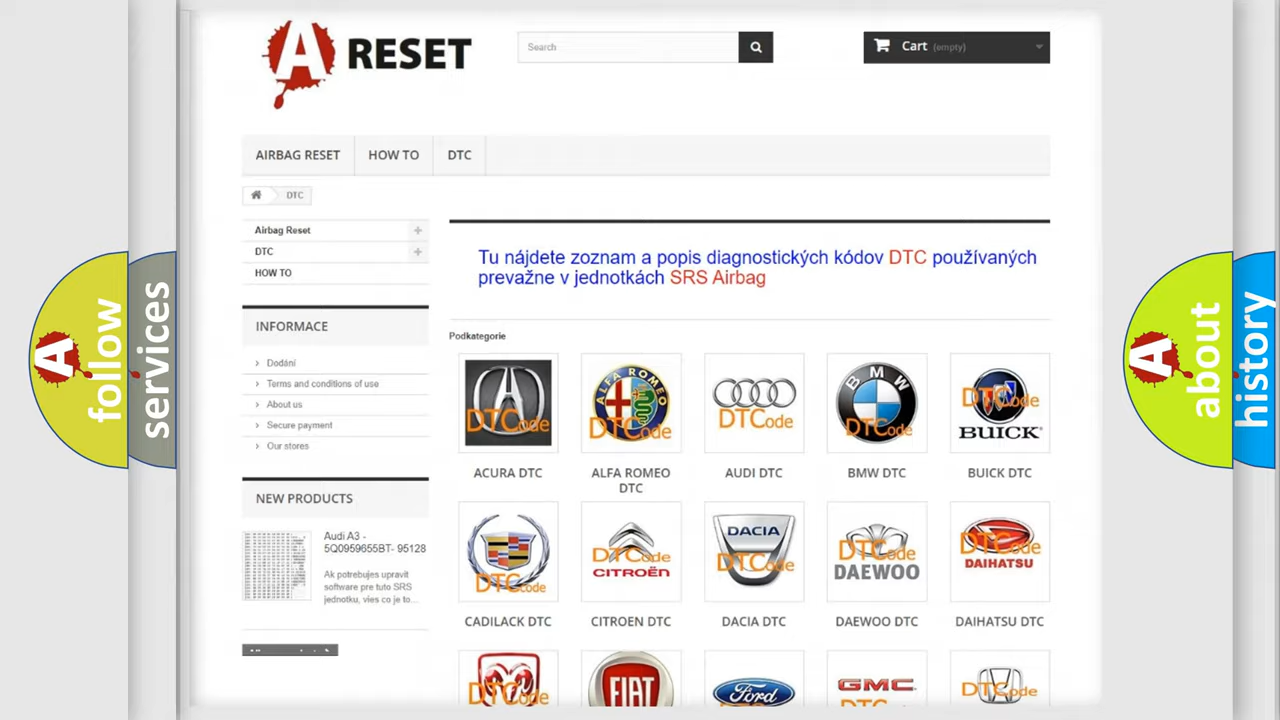 A RESET
Search
Cart (empty)
AIRBAG RESET
HOW TO
DTC
DTC
Airbag Reset
DTC
HOW TO
INFORMACE
Dodání
Terms and conditions of use
About us
Secure payment
Our stores
NEW PRODUCTS
Audi A3 -
5Q0959655BT- 95128
Ak potrebujes upravit
software pre tuto SRS
jednotku, vies co je to...
Tu nájdete zoznam a popis diagnostických kódov DTC používaných
prevažne v jednotkách SRS Airbag
Podkategorie
DTCode
ALFA ROMEO
DTCode
DTCode
BMW
DTCode
DTCode
BUICK
ACURA DTC
ALFA ROMEO
DTC
AUDI DTC
BMW DTC
BUICK DTC
DTCode
DTCode
CITROËN
DACIA
DTCode
DTCode
DAEWOO
DTCode
DAIHATSU
CADILACK DTC
CITROEN DTC
DACIA DTC
DAEWOO DTC
DAIHATSU DTC
DTCode
FIAT
Ford
GMC
DTCode
A follow
services
A about
history